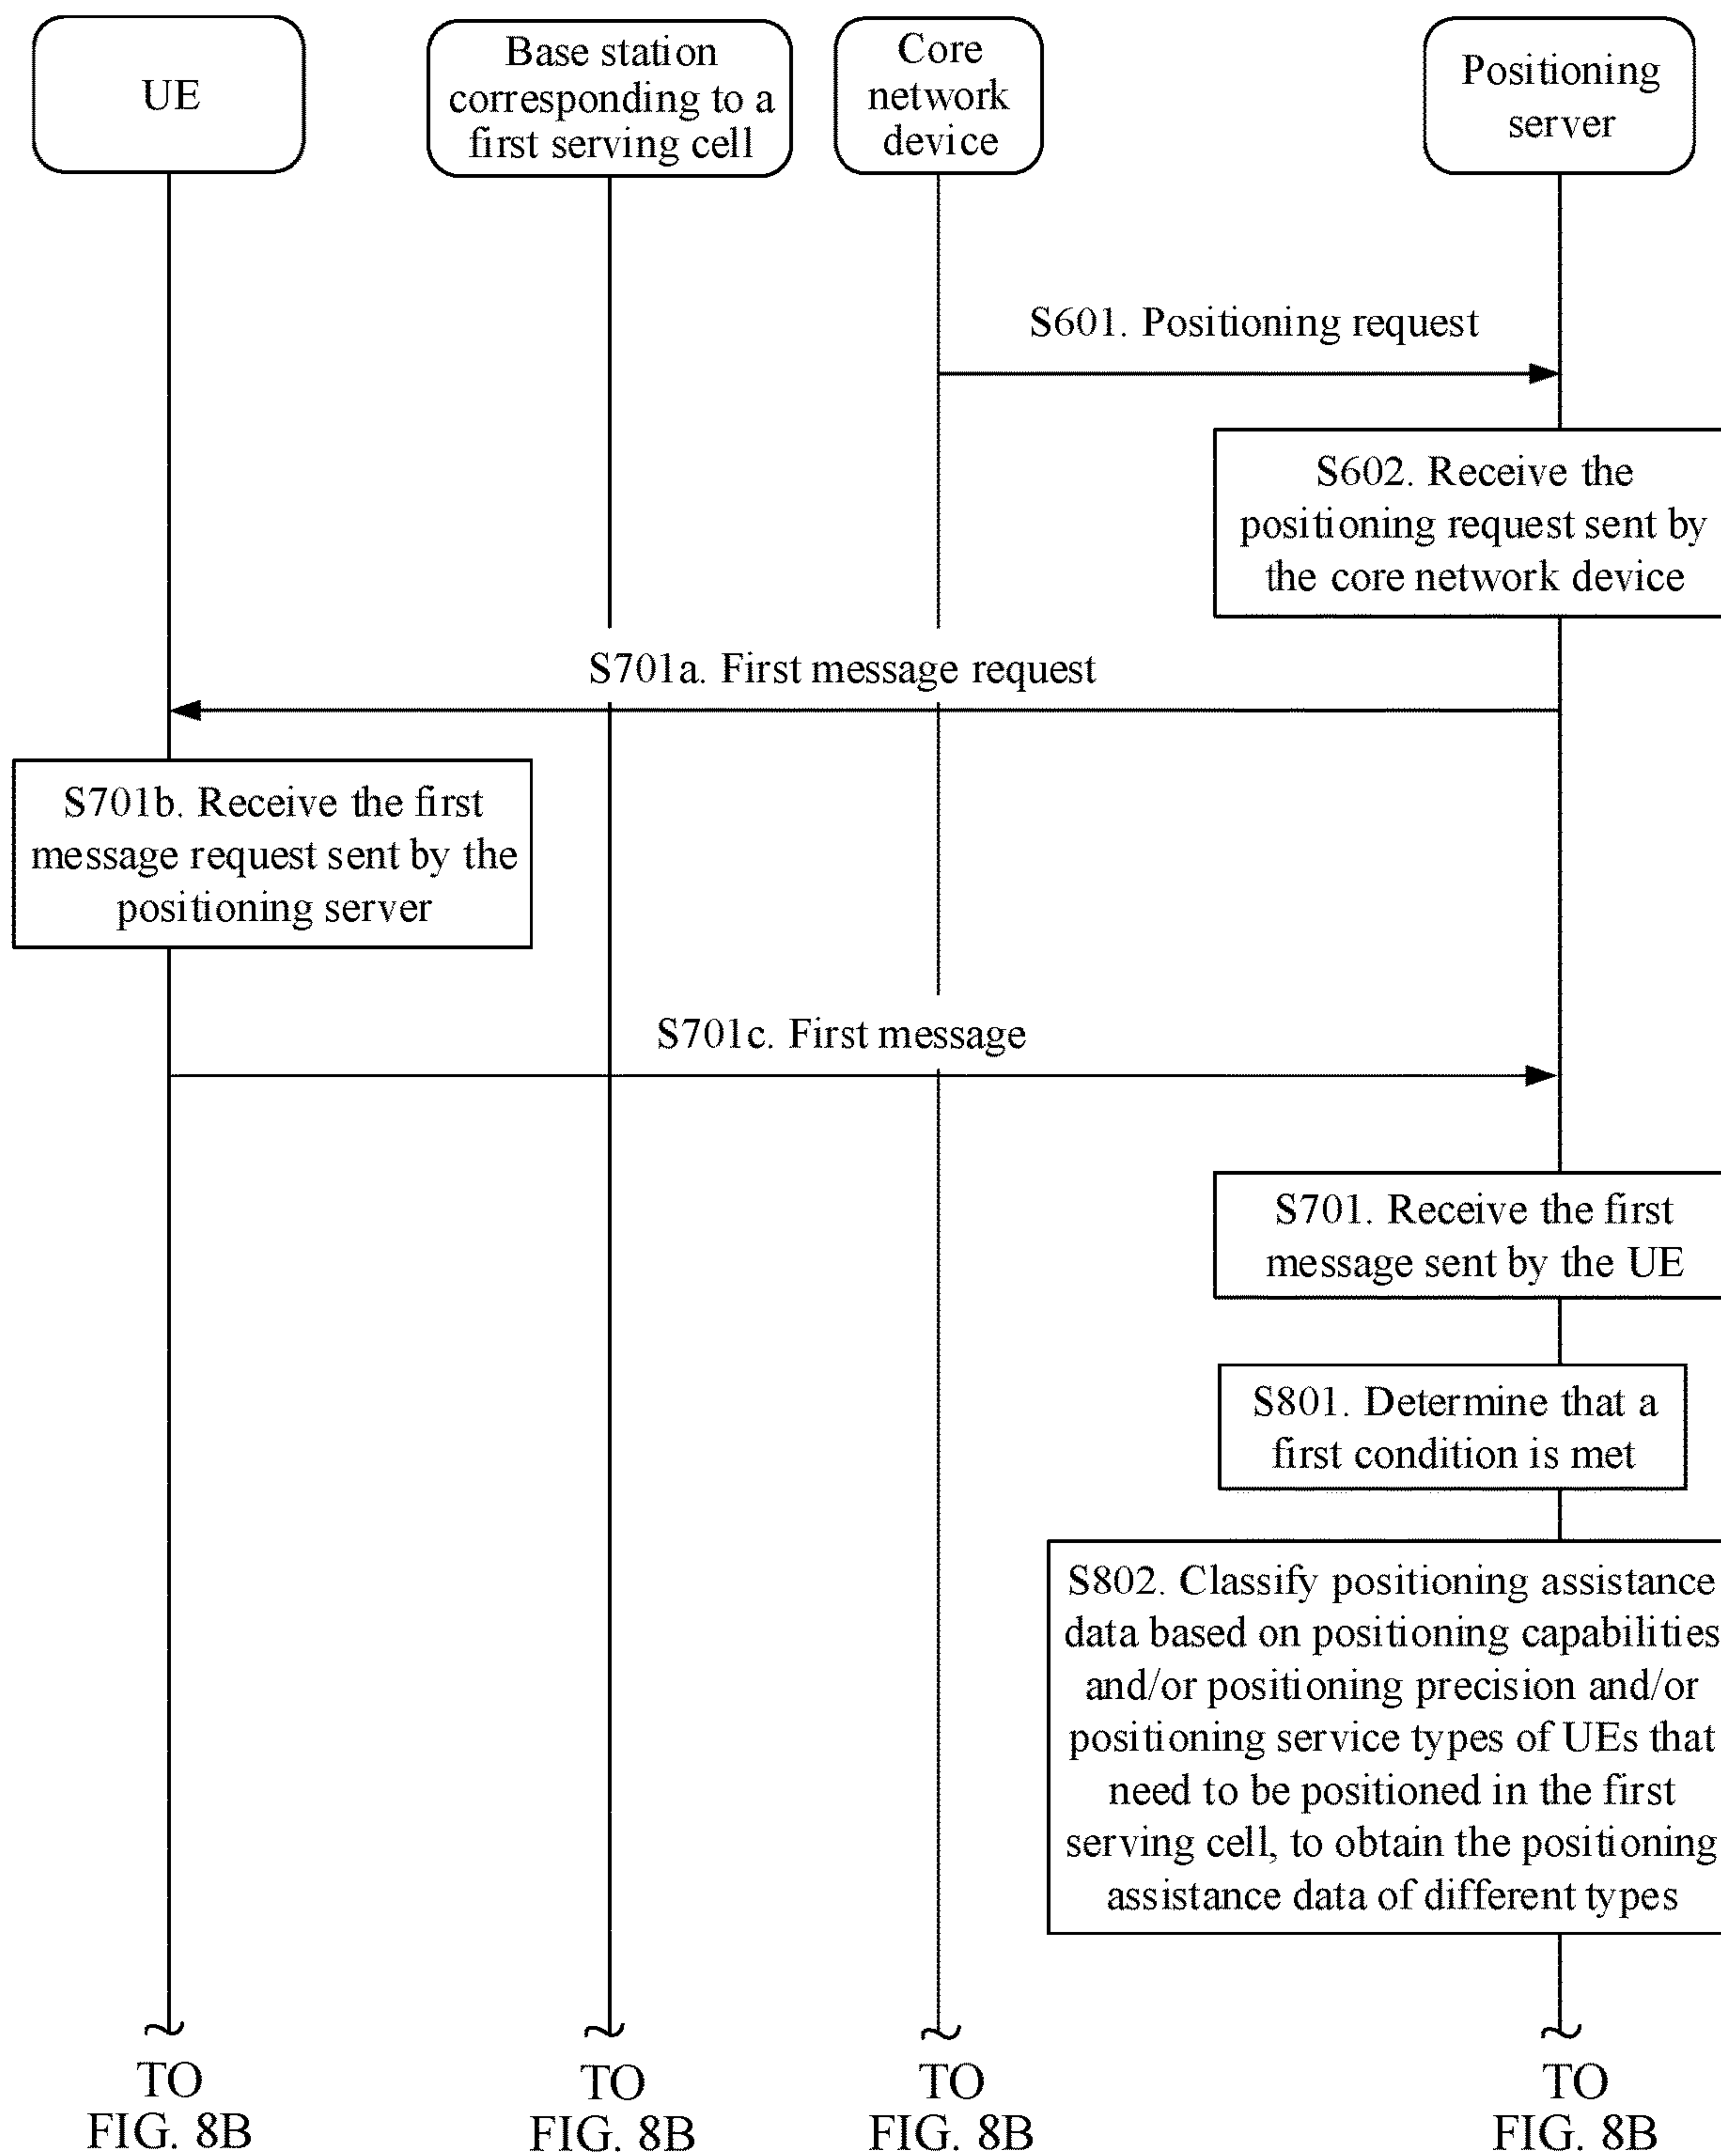 UE
Base station
corresponding to a
first serving cell
Core
network
device
Positioning
server
S601. Positioning request
S602. Receive the
positioning request sent by
the core network device
S701a. First message request
S701b. Receive the first
message request sent by the
positioning server
S701c. First message
S701. Receive the first
message sent by the UE
S801. Determine that a
first condition is met
S802. Classify positioning assistance
data based on positioning capabilities
and/or positioning precision and/or
positioning service types of UEs that
need to be positioned in the first
serving cell, to obtain the positioning
assistance data of different types
TO
FIG. 8B
TO
FIG. 8B
TO
FIG. 8B
TO
FIG. 8B